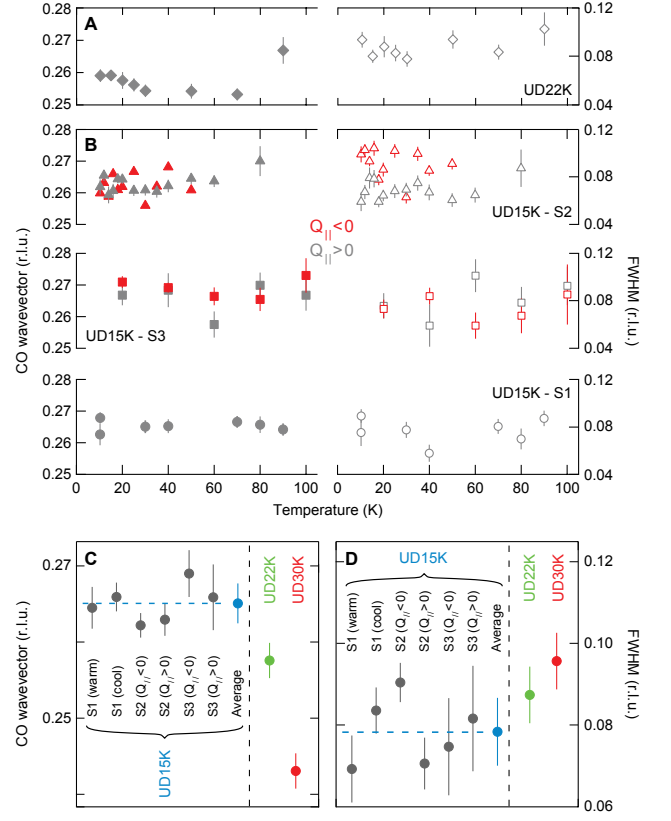 0.28
0.27
0.26
0.25
A
0.12
0.08
0.04
UD22K
0.28
0.27
0.26
0.25
B
0.12
0.08
0.04
UD15K - S2
Q//<0
Q//>0
CO wavevector (r.l.u.)
FWHM (r.l.u.)
0.28
0.27
0.26
0.25
UD15K - S3
0.12
0.08
0.04
0.28
0.27
0.26
0.25
UD15K - S1
0.12
0.08
0.04
20 40 60 80 100
20 40 60 80 100
Temperature (K)
C
CO wavevector (r.l.u.)
0.27
0.25
S1 (warm)
S1 (cool)
S2 (Q//<0)
S2 (Q//>0)
S3 (Q//<0)
S3 (Q//>0)
Average
UD15K
UD22K
UD30K
D
UD15K
S1 (warm)
S1 (cool)
S2 (Q//<0)
S2 (Q//>0)
S3 (Q//<0)
S3 (Q//>0)
Average
UD22K
UD30K
0.12
0.10
0.08
0.06
FWHM (r.l.u.)